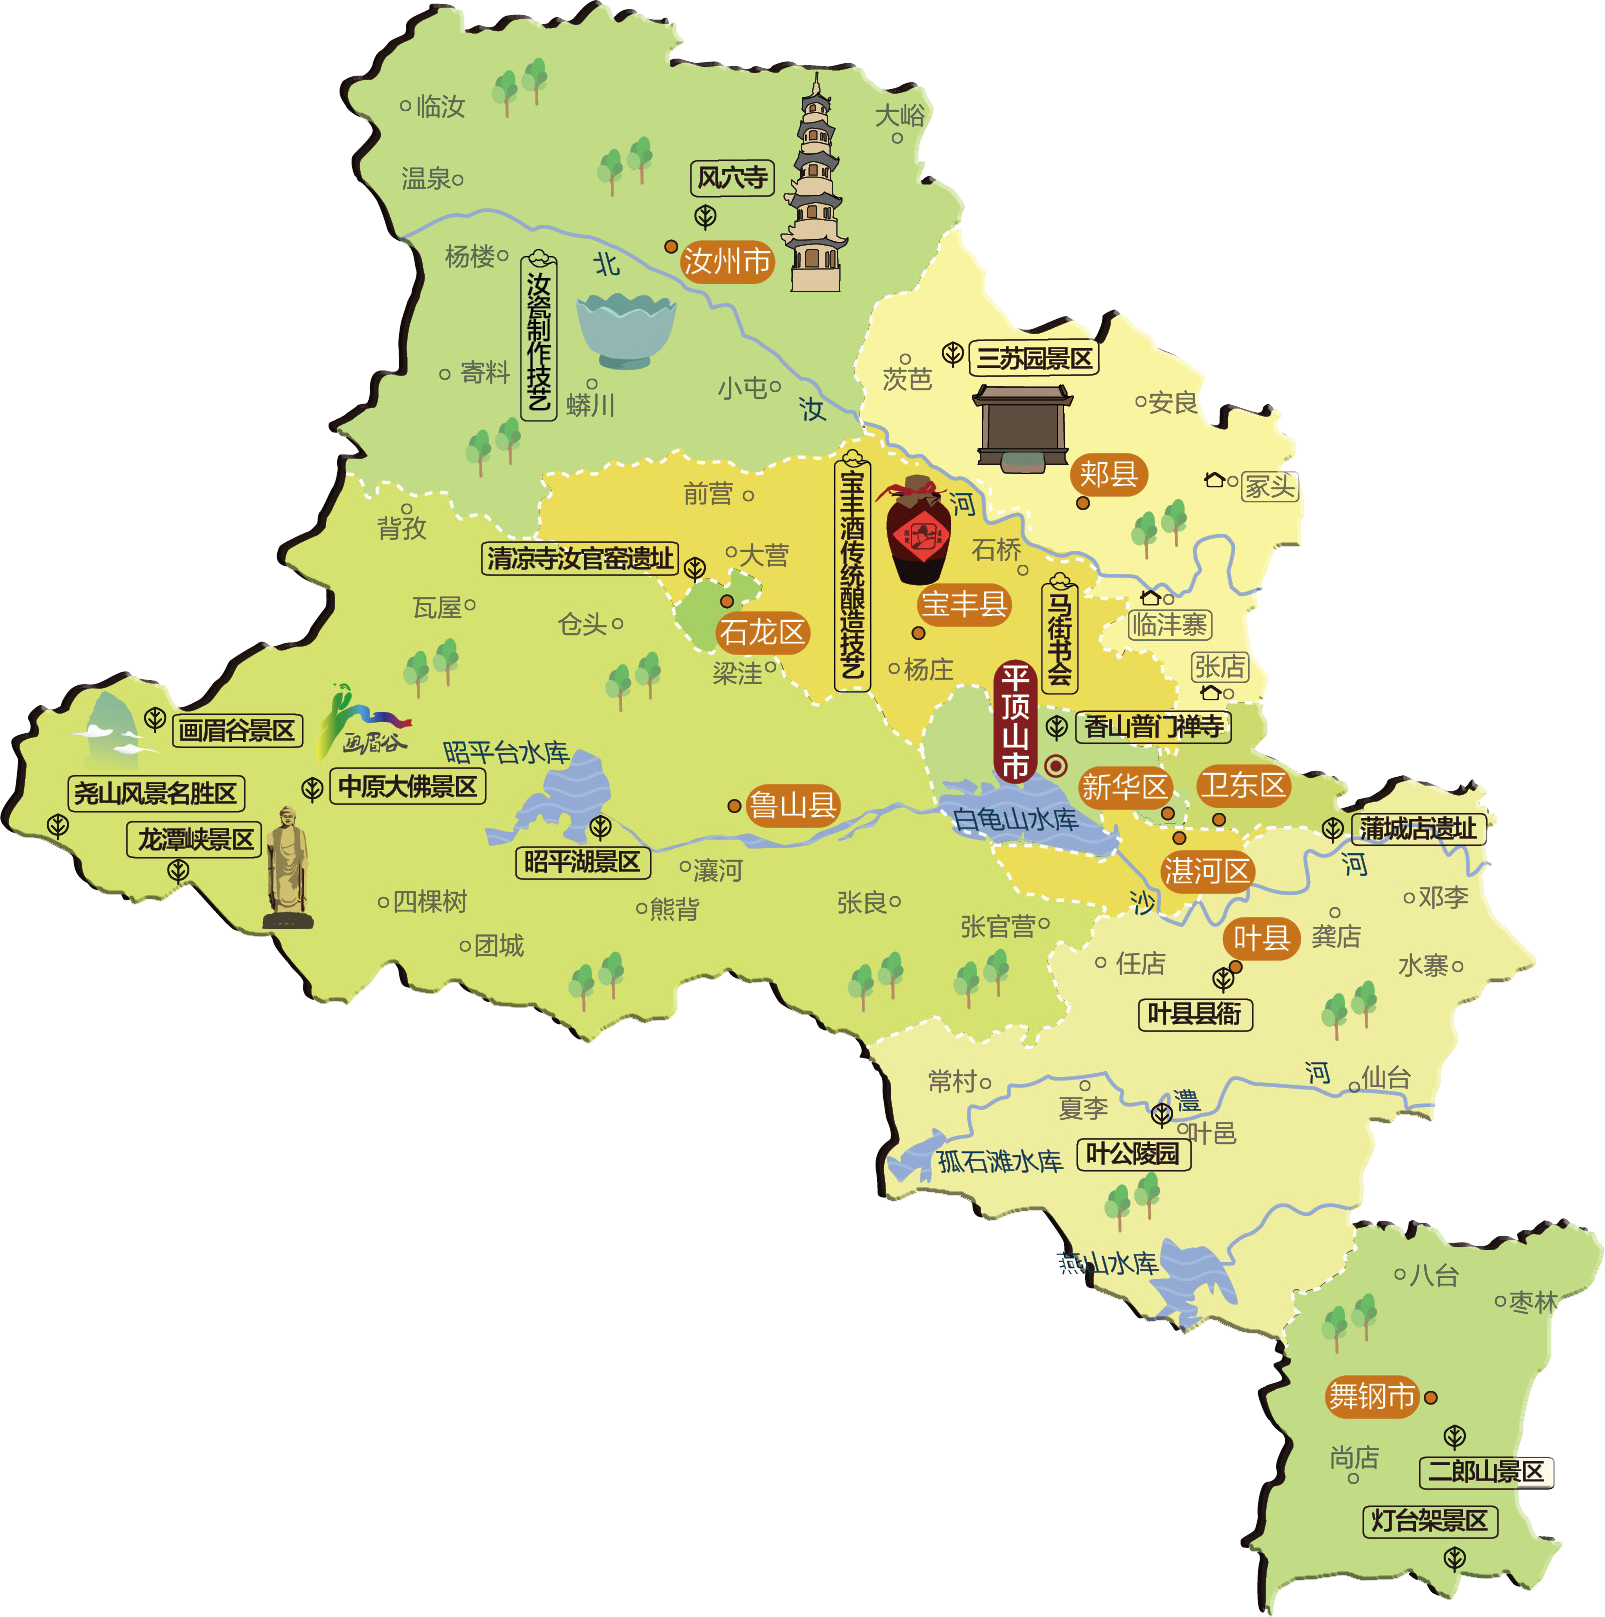 临汝
大峪
温泉
风穴寺
杨楼
北
汝州市
汝瓷制作技艺
三苏园景区
寄料
茨芭
小屯
蟒川
汝
安良
郏县
宝丰酒传统酿造技艺
冢头
前营
河
背孜
石桥
大营
清凉寺汝官窑遗址
马街书会
瓦屋
宝丰县
仓头
石龙区
临沣寨
张店
梁洼
杨庄
平顶山市
画眉谷景区
画眉谷
香山普门禅寺
昭平台水库
中原大佛景区
新华区
卫东区
尧山风景名胜区
鲁山县
白龟山水库
蒲城店遗址
龙潭峡景区
昭平湖景区
河
瀼河
湛河区
四棵树
熊背
张良
沙
邓李
张官营
叶县
龚店
团城
任店
水寨
叶县县衙
常村
河
仙台
夏李
澧
叶邑
孤石滩水库
叶公陵园
燕山水库
八台
枣林
舞钢市
尚店
二郎山景区
灯台架景区